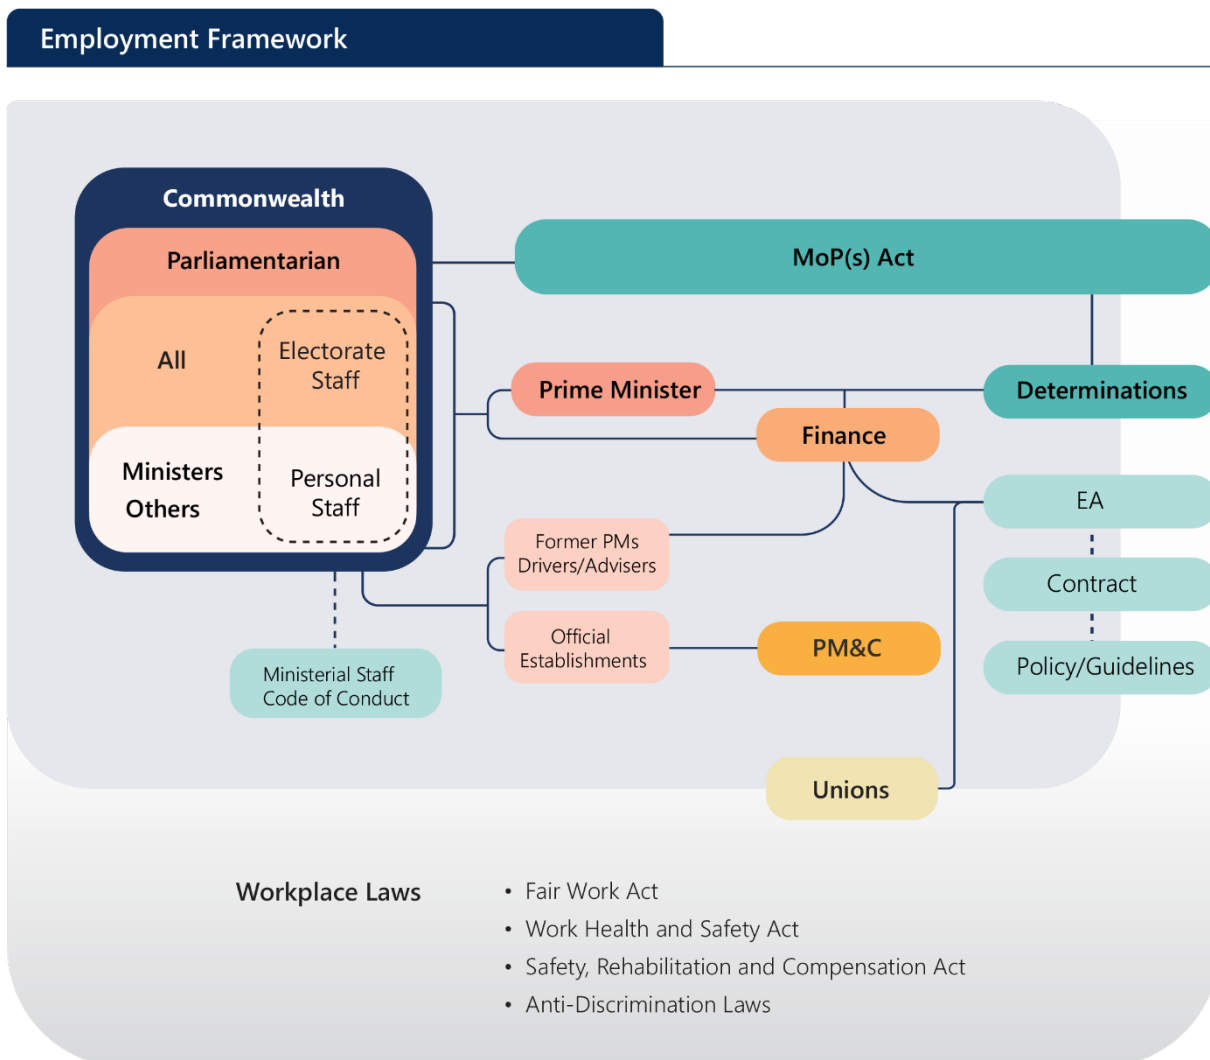 Employment Framework
Commonwealth
Parliamentarian
MoP(s) Act
All
Electorate
Staff
Prime Minister
Determinations
Finance
Ministers
Others
Personal
Staff
EA
Former PMs
Drivers/Advisers
Contract
Official
Establishments
PM&C
Policy/Guidelines
Ministerial Staff
Code of Conduct
Unions
Workplace Laws
• Fair Work Act
• Work Health and Safety Act
• Safety, Rehabilitation and Compensation Act
• Anti-Discrimination Laws